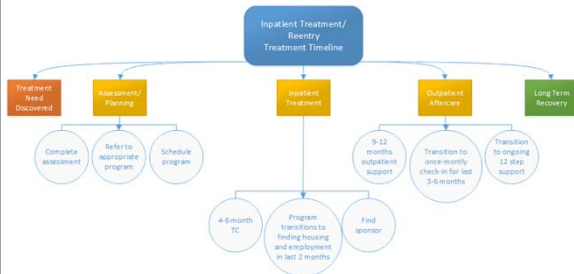 Inpatient Treatment/
Reentry
Treatment Timeline
Treatment
Need
Discovered
Assessment/
Planning
Inpatient
Treatment
Outpatient
Aftercare
Long Term
Recovery
Complete
assessment
Refer to
appropriate
program
Schedule
program
9-12
months
outpatient
support
Transition to
once-montly
check-in for last
3-6 months
Transition
to ongoing
12 step
support
4-6 month
TC
Program
transitions to
finding housing
and employment
in last 2 months
Find
sponsor